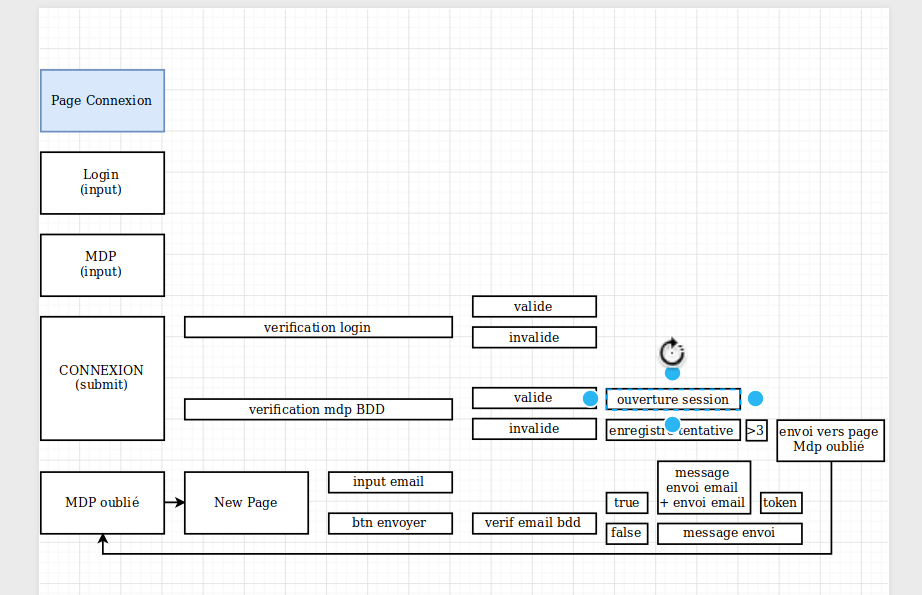 Page Connexion
Login
(input)
MDP
(input)
CONNEXION
(submit)
verification login
valide
invalide
verification mdp BDD
valide
ouverture session
invalide
enregistre tentative
>3
envoi vers page
Mdp oublié
MDP oublié
New Page
input email
btn envoyer
verif email bdd
true
message
envoi email
+ envoi email
token
false
message envoi